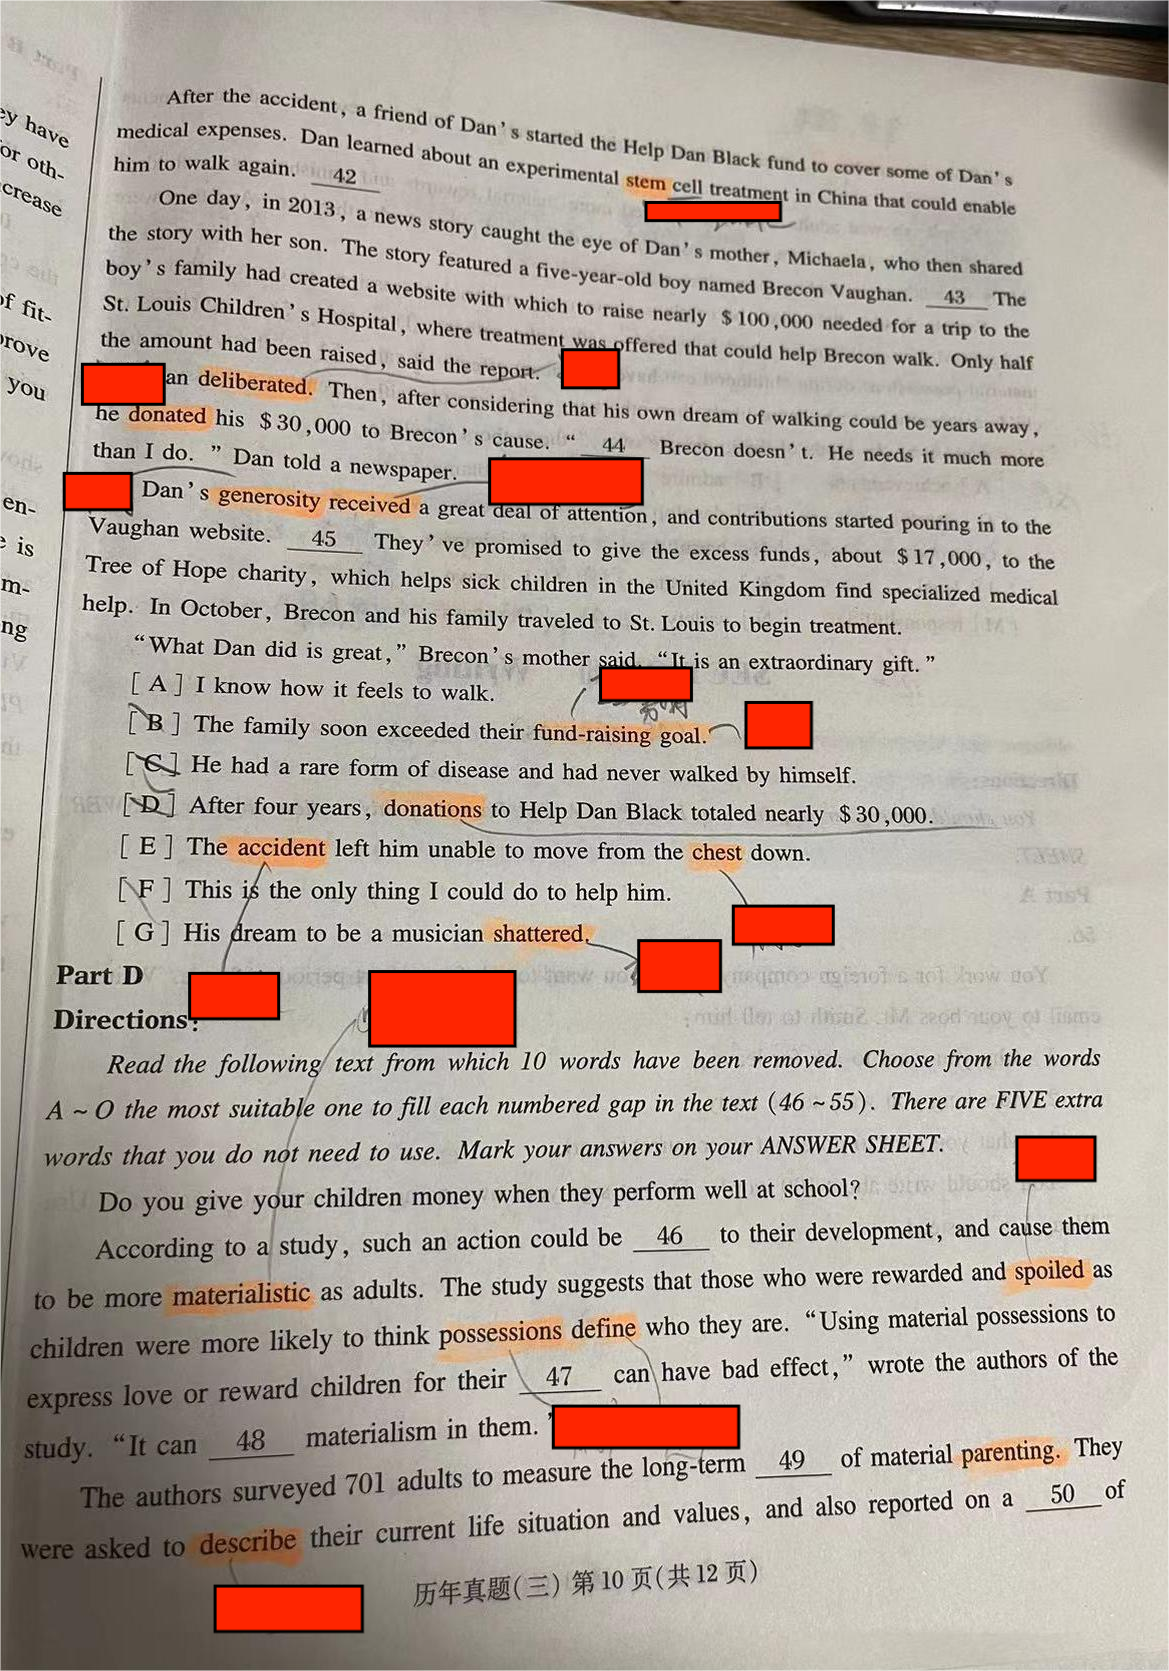 ey have
or oth-
crease
of fit-
prove
you
en-
e is
m-
ng
After the accident, a friend of Dan's started the Help Dan Black fund to cover some of Dan's
medical expenses. Dan learned about an experimental stem cell treatment in China that could enable
him to walk again. 42
One day, in 2013, a news story caught the eye of Dan's mother, Michaela, who then shared
the story with her son. The story featured a five-year-old boy named Brecon Vaughan. 43 The
boy's family had created a website with which to raise nearly $100,000 needed for a trip to the
St. Louis Children's Hospital, where treatment was offered that could help Brecon walk. Only half
the amount had been raised, said the report.
an deliberated. Then, after considering that his own dream of walking could be years away,
he donated his $30,000 to Brecon's cause. " 44 Brecon doesn't. He needs it much more
than I do." Dan told a newspaper.
Dan's generosity received a great deal of attention, and contributions started pouring in to the
Vaughan website. 45 They've promised to give the excess funds, about $17,000, to the
Tree of Hope charity, which helps sick children in the United Kingdom find specialized medical
help. In October, Brecon and his family traveled to St. Louis to begin treatment.
"What Dan did is great," Brecon's mother said. "It is an extraordinary gift."
[A] I know how it feels to walk.
[B] The family soon exceeded their fund-raising goal.
[C] He had a rare form of disease and had never walked by himself.
[D] After four years, donations to Help Dan Black totaled nearly $30,000.
[E] The accident left him unable to move from the chest down.
[F] This is the only thing I could do to help him.
[G] His dream to be a musician shattered.
Part D
Directions:
Read the following text from which 10 words have been removed. Choose from the words
A ~ O the most suitable one to fill each numbered gap in the text (46 ~ 55). There are FIVE extra
words that you do not need to use. Mark your answers on your ANSWER SHEET.
Do you give your children money when they perform well at school?
According to a study, such an action could be 46 to their development, and cause them
to be more materialistic as adults. The study suggests that those who were rewarded and spoiled as
children were more likely to think possessions define who they are. "Using material possessions to
express love or reward children for their 47 can have bad effect," wrote the authors of the
study. "It can 48 materialism in them."
The authors surveyed 701 adults to measure the long-term 49 of material parenting. They
were asked to describe their current life situation and values, and also reported on a 50 of
历年真题(三) 第10页(共12页)